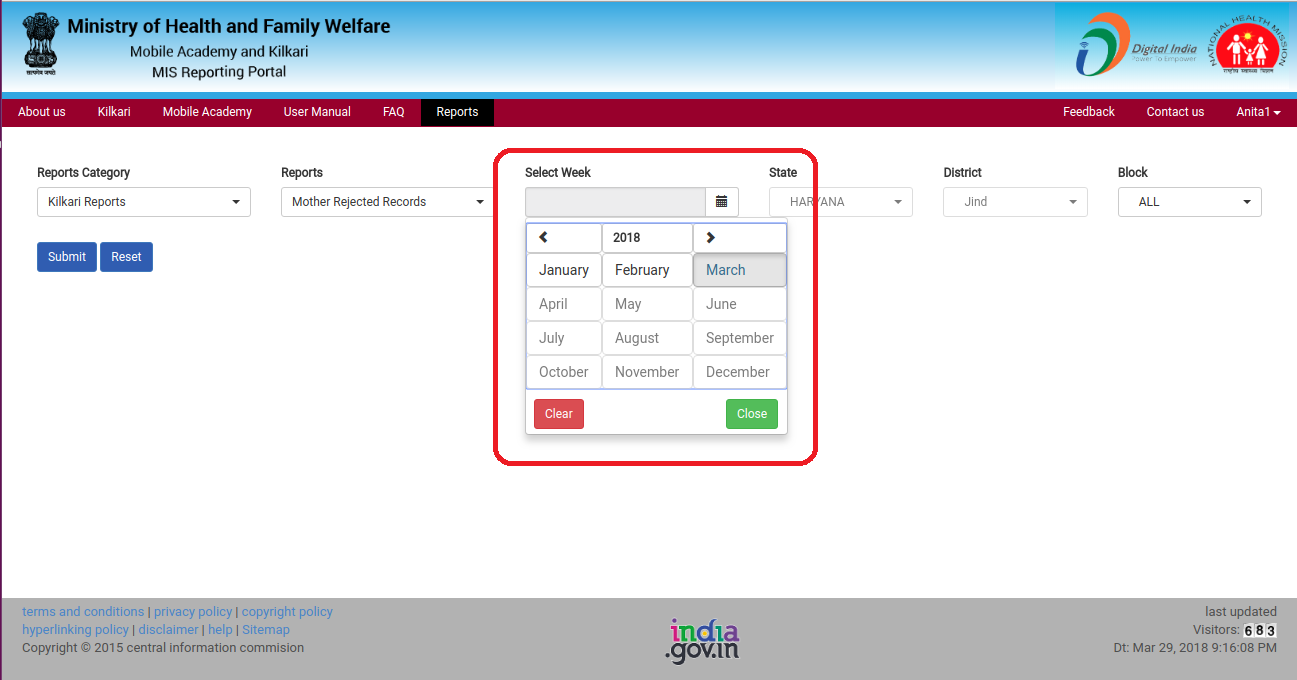 Ministry of Health and Family Welfare
Mobile Academy and Kilkari
MIS Reporting Portal
सत्यमेव जयते
Digital India
Power To Empower
NATIONAL HEALTH MISSION
राष्ट्रीय स्वास्थ्य मिशन
About us Kilkari Mobile Academy User Manual FAQ Reports Feedback Contact us Anita1
Reports Category Reports Select Week State District Block
Kilkari Reports Mother Rejected Records HARYANA Jind ALL
Submit Reset
2018
January February March
April May June
July August September
October November December
Clear Close
terms and conditions | privacy policy | copyright policy
hyperlinking policy | disclaimer | help | Sitemap
Copyright © 2015 central information commision
india
.gov.in
last updated
Visitors: 683
Dt: Mar 29, 2018 9:16:08 PM